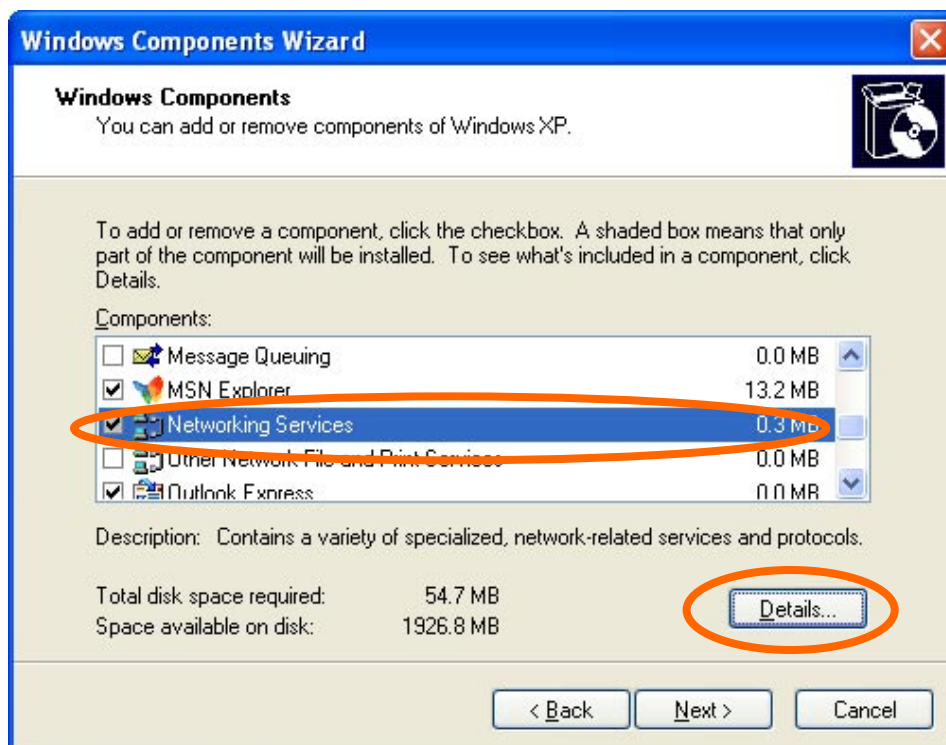 Windows Components Wizard
Windows Components
You can add or remove components of Windows XP.
To add or remove a component, click the checkbox. A shaded box means that only
part of the component will be installed. To see what's included in a component, click
Details.
Components:
Message Queuing 0.0 MB
MSN Explorer 13.2 MB
Networking Services 0.3 MB
Other Network File and Print Services 0.0 MB
Outlook Express 0.0 MB
Description: Contains a variety of specialized, network-related services and protocols.
Total disk space required: 54.7 MB
Space available on disk: 1926.8 MB
Details...
< Back Next > Cancel